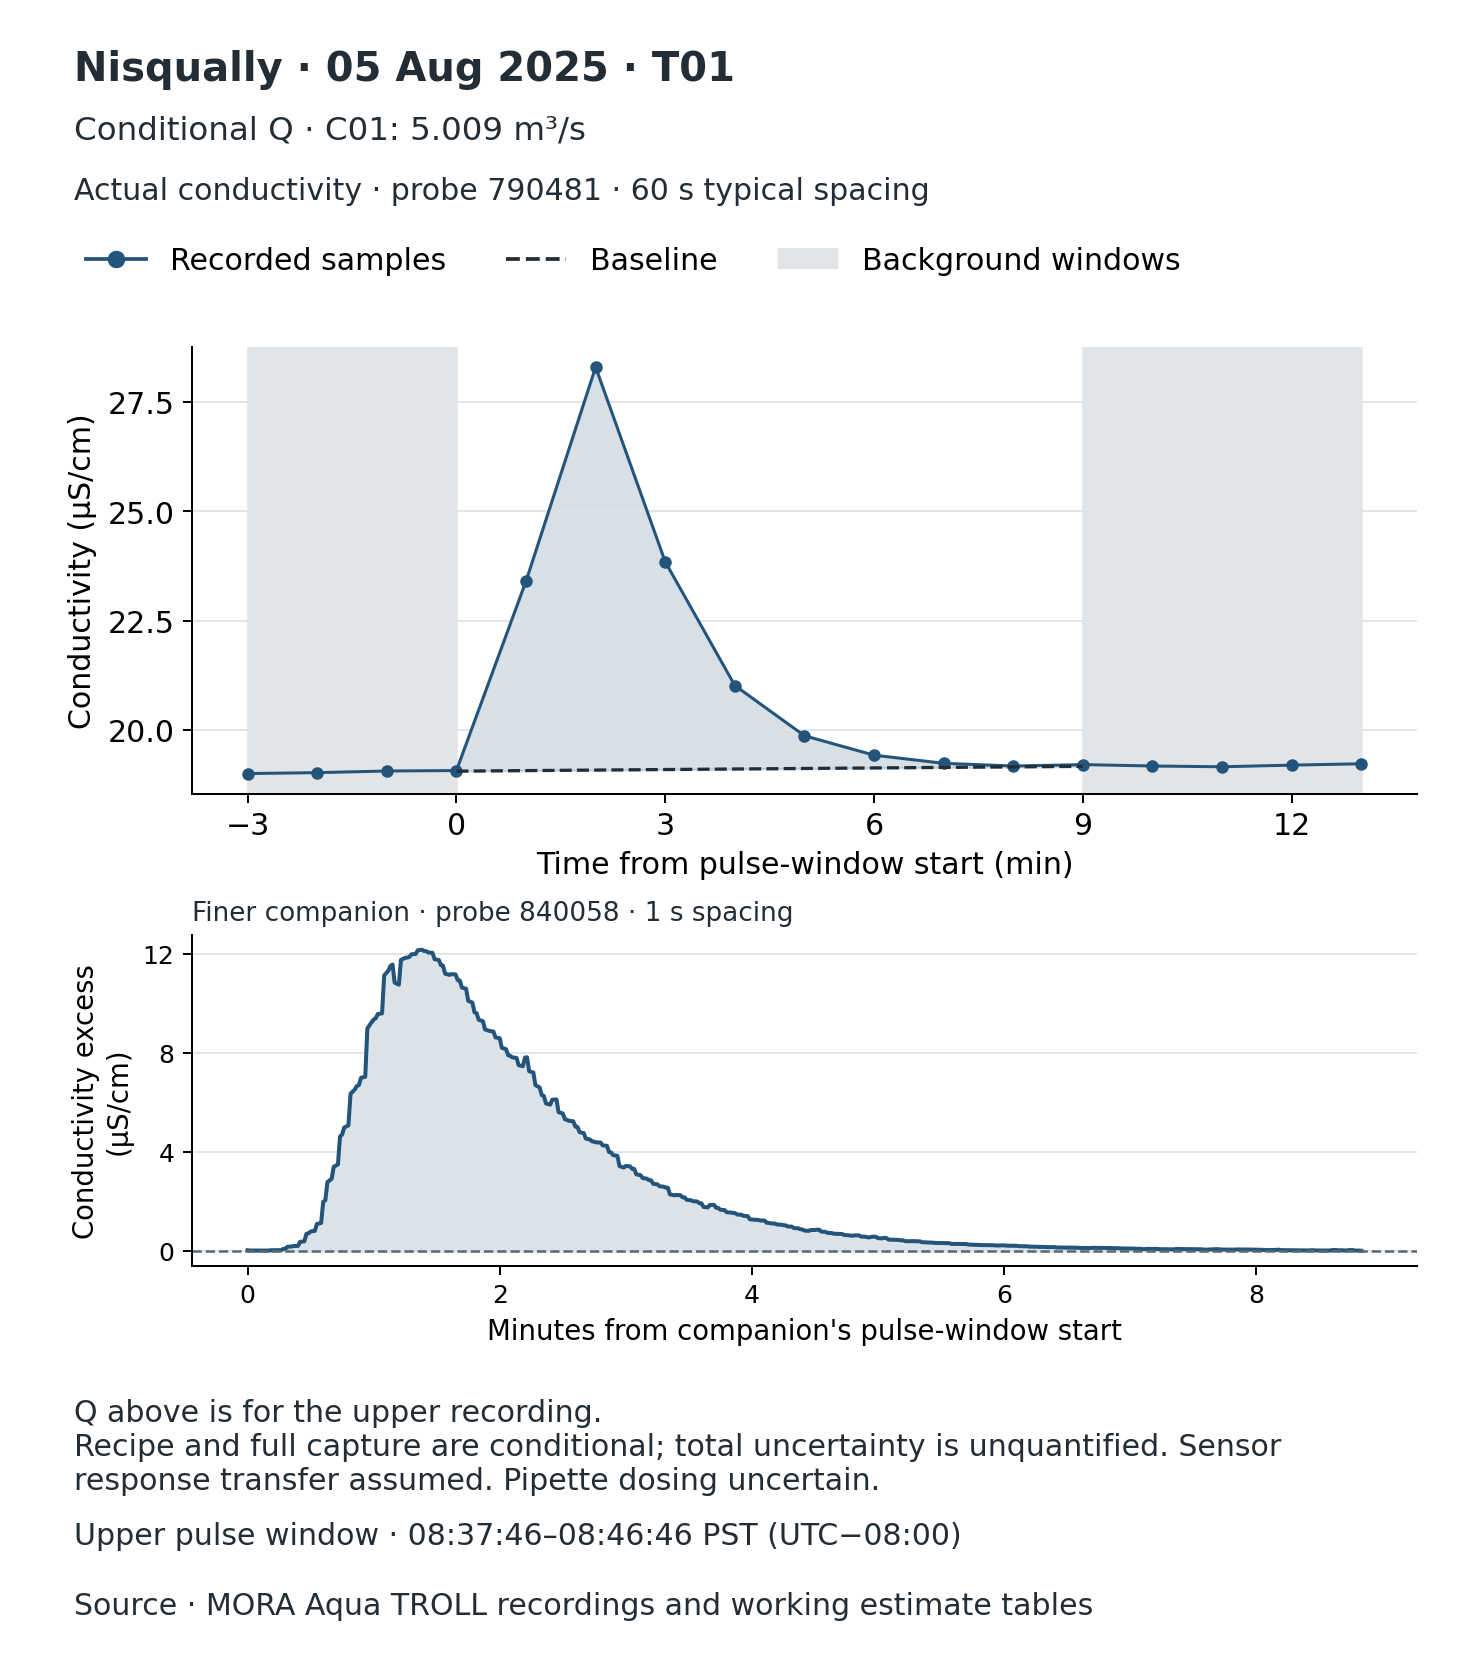 Nisqually · 05 Aug 2025 · T01
Conditional Q · C01: 5.009 m³/s
Actual conductivity · probe 790481 · 60 s typical spacing
Recorded samples
Baseline
Background windows
Conductivity (µS/cm)
27.5
25.0
22.5
20.0
−3
0
3
6
9
12
Time from pulse-window start (min)
Finer companion · probe 840058 · 1 s spacing
Conductivity excess
(µS/cm)
12
8
4
0
0
2
4
6
8
Minutes from companion's pulse-window start
Q above is for the upper recording.
Recipe and full capture are conditional; total uncertainty is unquantified. Sensor
response transfer assumed. Pipette dosing uncertain.
Upper pulse window · 08:37:46–08:46:46 PST (UTC−08:00)
Source · MORA Aqua TROLL recordings and working estimate tables